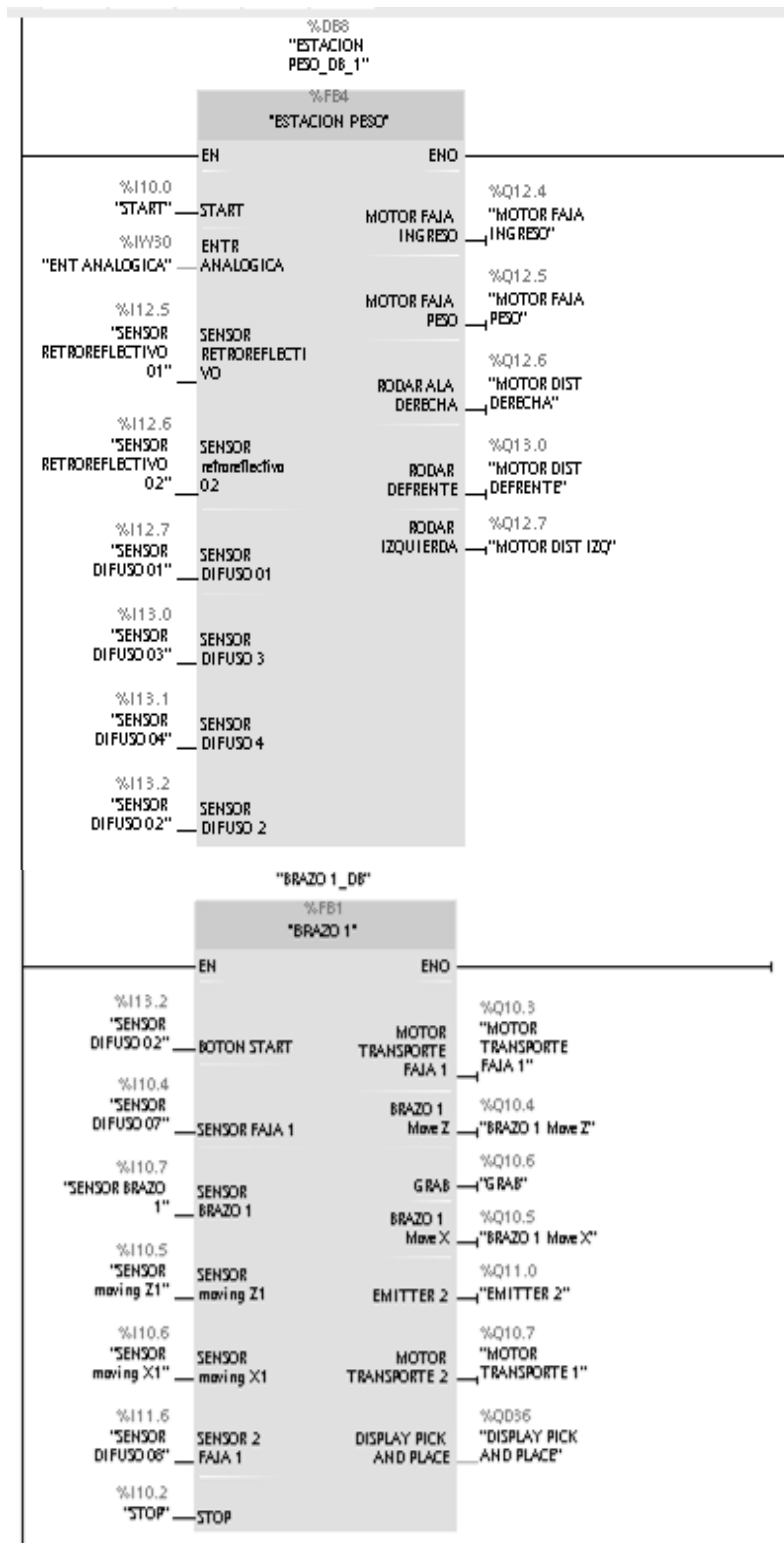 %DB8
"ESTACION
PESO_DB_1"
%FB4
"ESTACION PESO"
EN
ENO
%I10.0
"START"
START
%IW30
"ENT ANALOGICA"
ENTR
ANALOGICA
%I12.5
"SENSOR
RETROREFLECTIVO
01"
SENSOR
RETROREFLECTI
VO
%I12.6
"SENSOR
RETROREFLECTIVO
02"
SENSOR
retroreflectivo
02
%I12.7
"SENSOR
DIFUSO 01"
SENSOR
DIFUSO 01
%I13.0
"SENSOR
DIFUSO 03"
SENSOR
DIFUSO 3
%I13.1
"SENSOR
DIFUSO 04"
SENSOR
DIFUSO 4
%I13.2
"SENSOR
DIFUSO 02"
SENSOR
DIFUSO 2
MOTOR FAJA
INGRESO
%Q12.4
"MOTOR FAJA
INGRESO"
MOTOR FAJA
PESO
%Q12.5
"MOTOR FAJA
PESO"
RODAR A LA
DERECHA
%Q12.6
"MOTOR DIST
DERECHA"
RODAR
DEFRENTE
%Q13.0
"MOTOR DIST
DEFRENTE"
RODAR
IZQUIERDA
%Q12.7
"MOTOR DIST IZQ"
"BRAZO 1_DB"
%FB1
"BRAZO 1"
EN
ENO
%I13.2
"SENSOR
DIFUSO 02"
BOTON START
%I10.4
"SENSOR
DIFUSO 07"
SENSOR FAJA 1
%I10.7
"SENSOR BRAZO
1"
SENSOR
BRAZO 1
%I10.5
"SENSOR
moving Z1"
SENSOR
moving Z1
%I10.6
"SENSOR
moving X1"
SENSOR
moving X1
%I11.6
"SENSOR
DIFUSO 08"
SENSOR 2
FAJA 1
%I10.2
"STOP"
STOP
MOTOR
TRANSPORTE
FAJA 1
%Q10.3
"MOTOR
TRANSPORTE
FAJA 1"
BRAZO 1
Move Z
%Q10.4
"BRAZO 1 Move Z"
GRAB
%Q10.6
"GRAB"
BRAZO 1
Move X
%Q10.5
"BRAZO 1 Move X"
EMITTER 2
%Q11.0
"EMITTER 2"
MOTOR
TRANSPORTE 2
%Q10.7
"MOTOR
TRANSPORTE 1"
DISPLAY PICK
AND PLACE
%QD36
"DISPLAY PICK
AND PLACE"